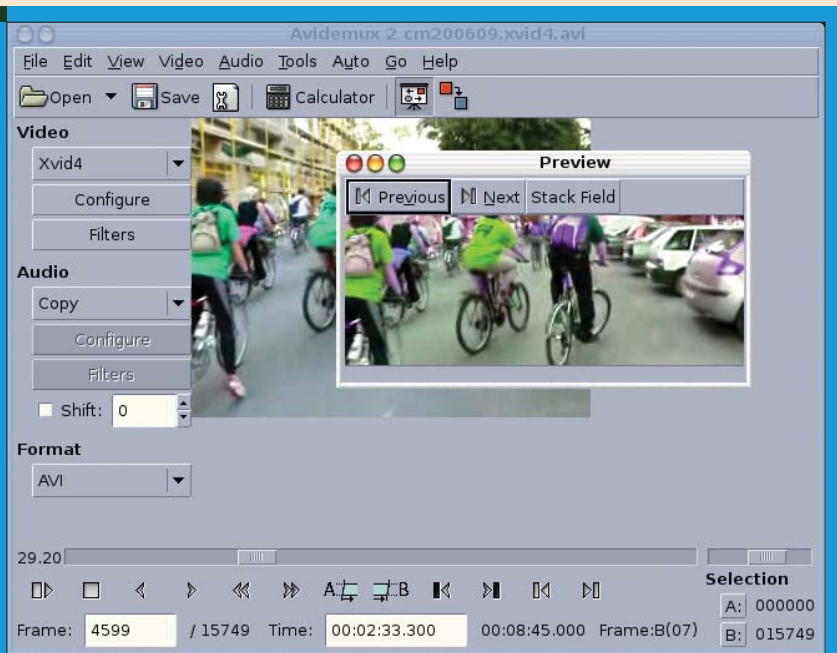 Avidemux 2 cm200609.xvid4.avi
File Edit View Video Audio Tools Auto Go Help
Open Save Calculator
Video
Xvid4
Configure
Filters
Audio
Copy
Configure
Filters
Shift: 0
Format
AVI
Preview
Previous Next Stack Field
29.20
A B
Selection
A: 000000
Frame: 4599 / 15749 Time: 00:02:33.300 00:08:45.000 Frame:B(07)
B: 015749